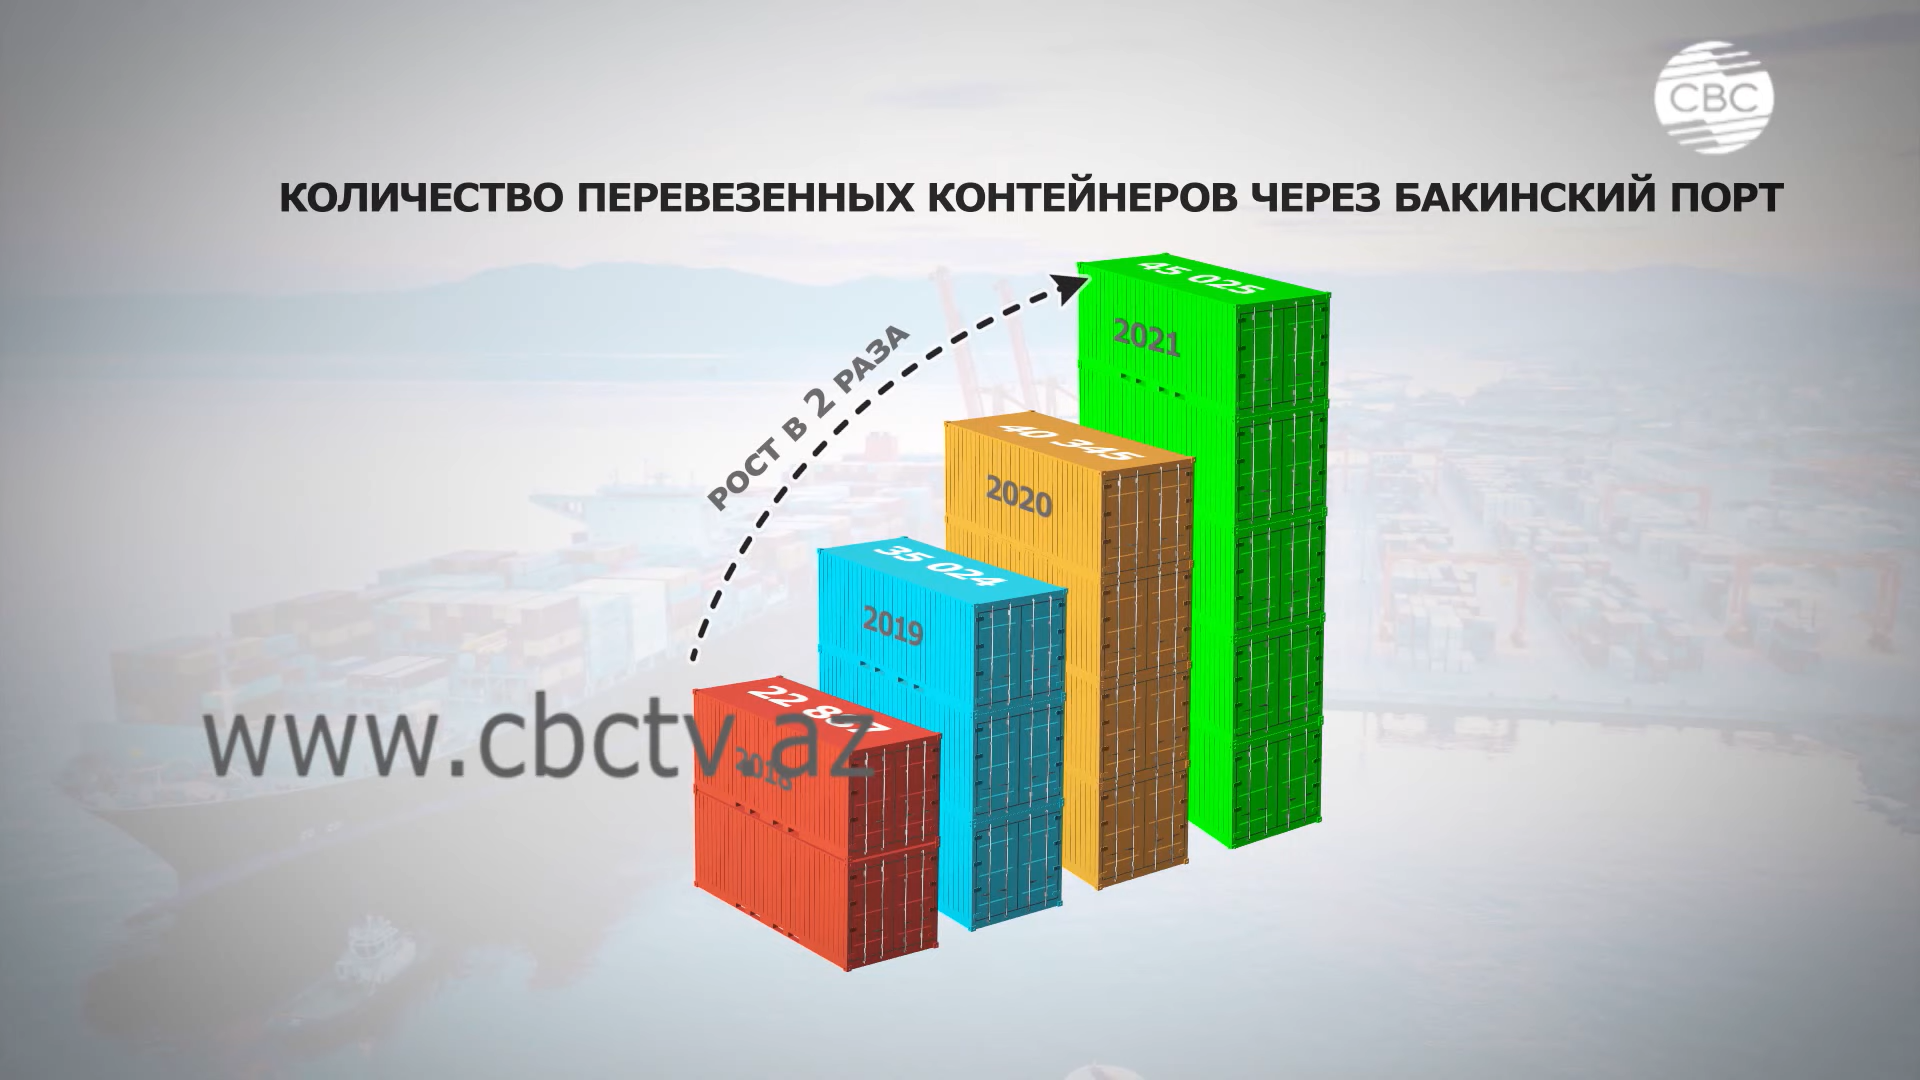 CBC
КОЛИЧЕСТВО ПЕРЕВЕЗЕННЫХ КОНТЕЙНЕРОВ ЧЕРЕЗ БАКИНСКИЙ ПОРТ
РОСТ В 2 РАЗА
45 025
2021
40 345
2020
35 024
2019
2018
www.cbctv.az